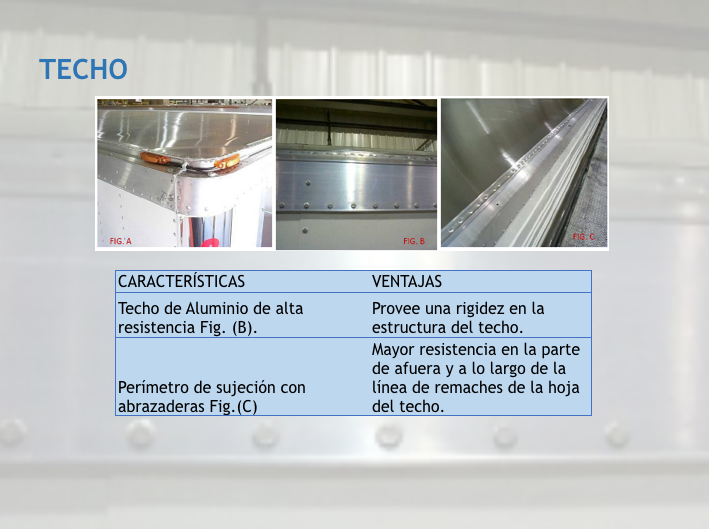 TECHO
FIG. A
FIG. B
FIG. C
CARACTERÍSTICAS VENTAJAS
Techo de Aluminio de alta
resistencia Fig. (B).
Provee una rigidez en la
estructura del techo.
Perímetro de sujeción con
abrazaderas Fig.(C)
Mayor resistencia en la parte
de afuera y a lo largo de la
línea de remaches de la hoja
del techo.